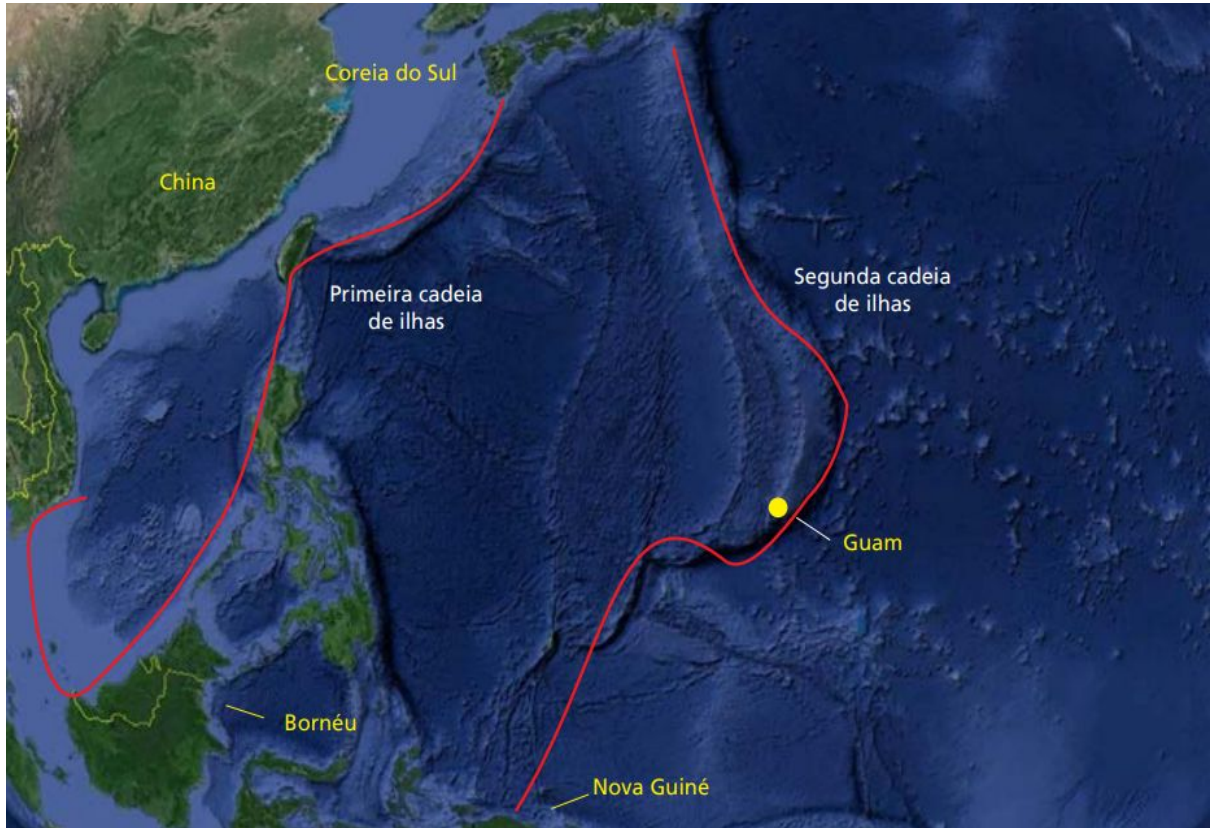 Coreia do Sul
China
Primeira cadeia
de ilhas
Segunda cadeia
de ilhas
Guam
Bornéu
Nova Guiné